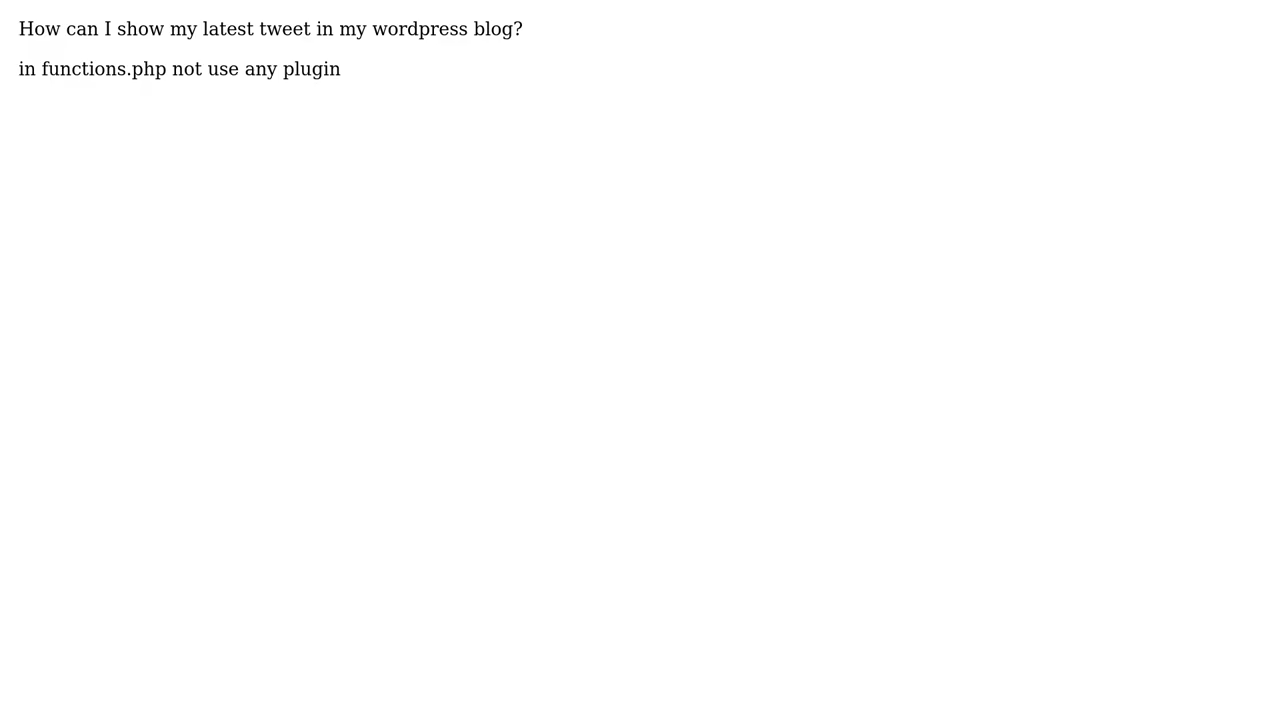 How can I show my latest tweet in my wordpress blog?
in functions.php not use any plugin